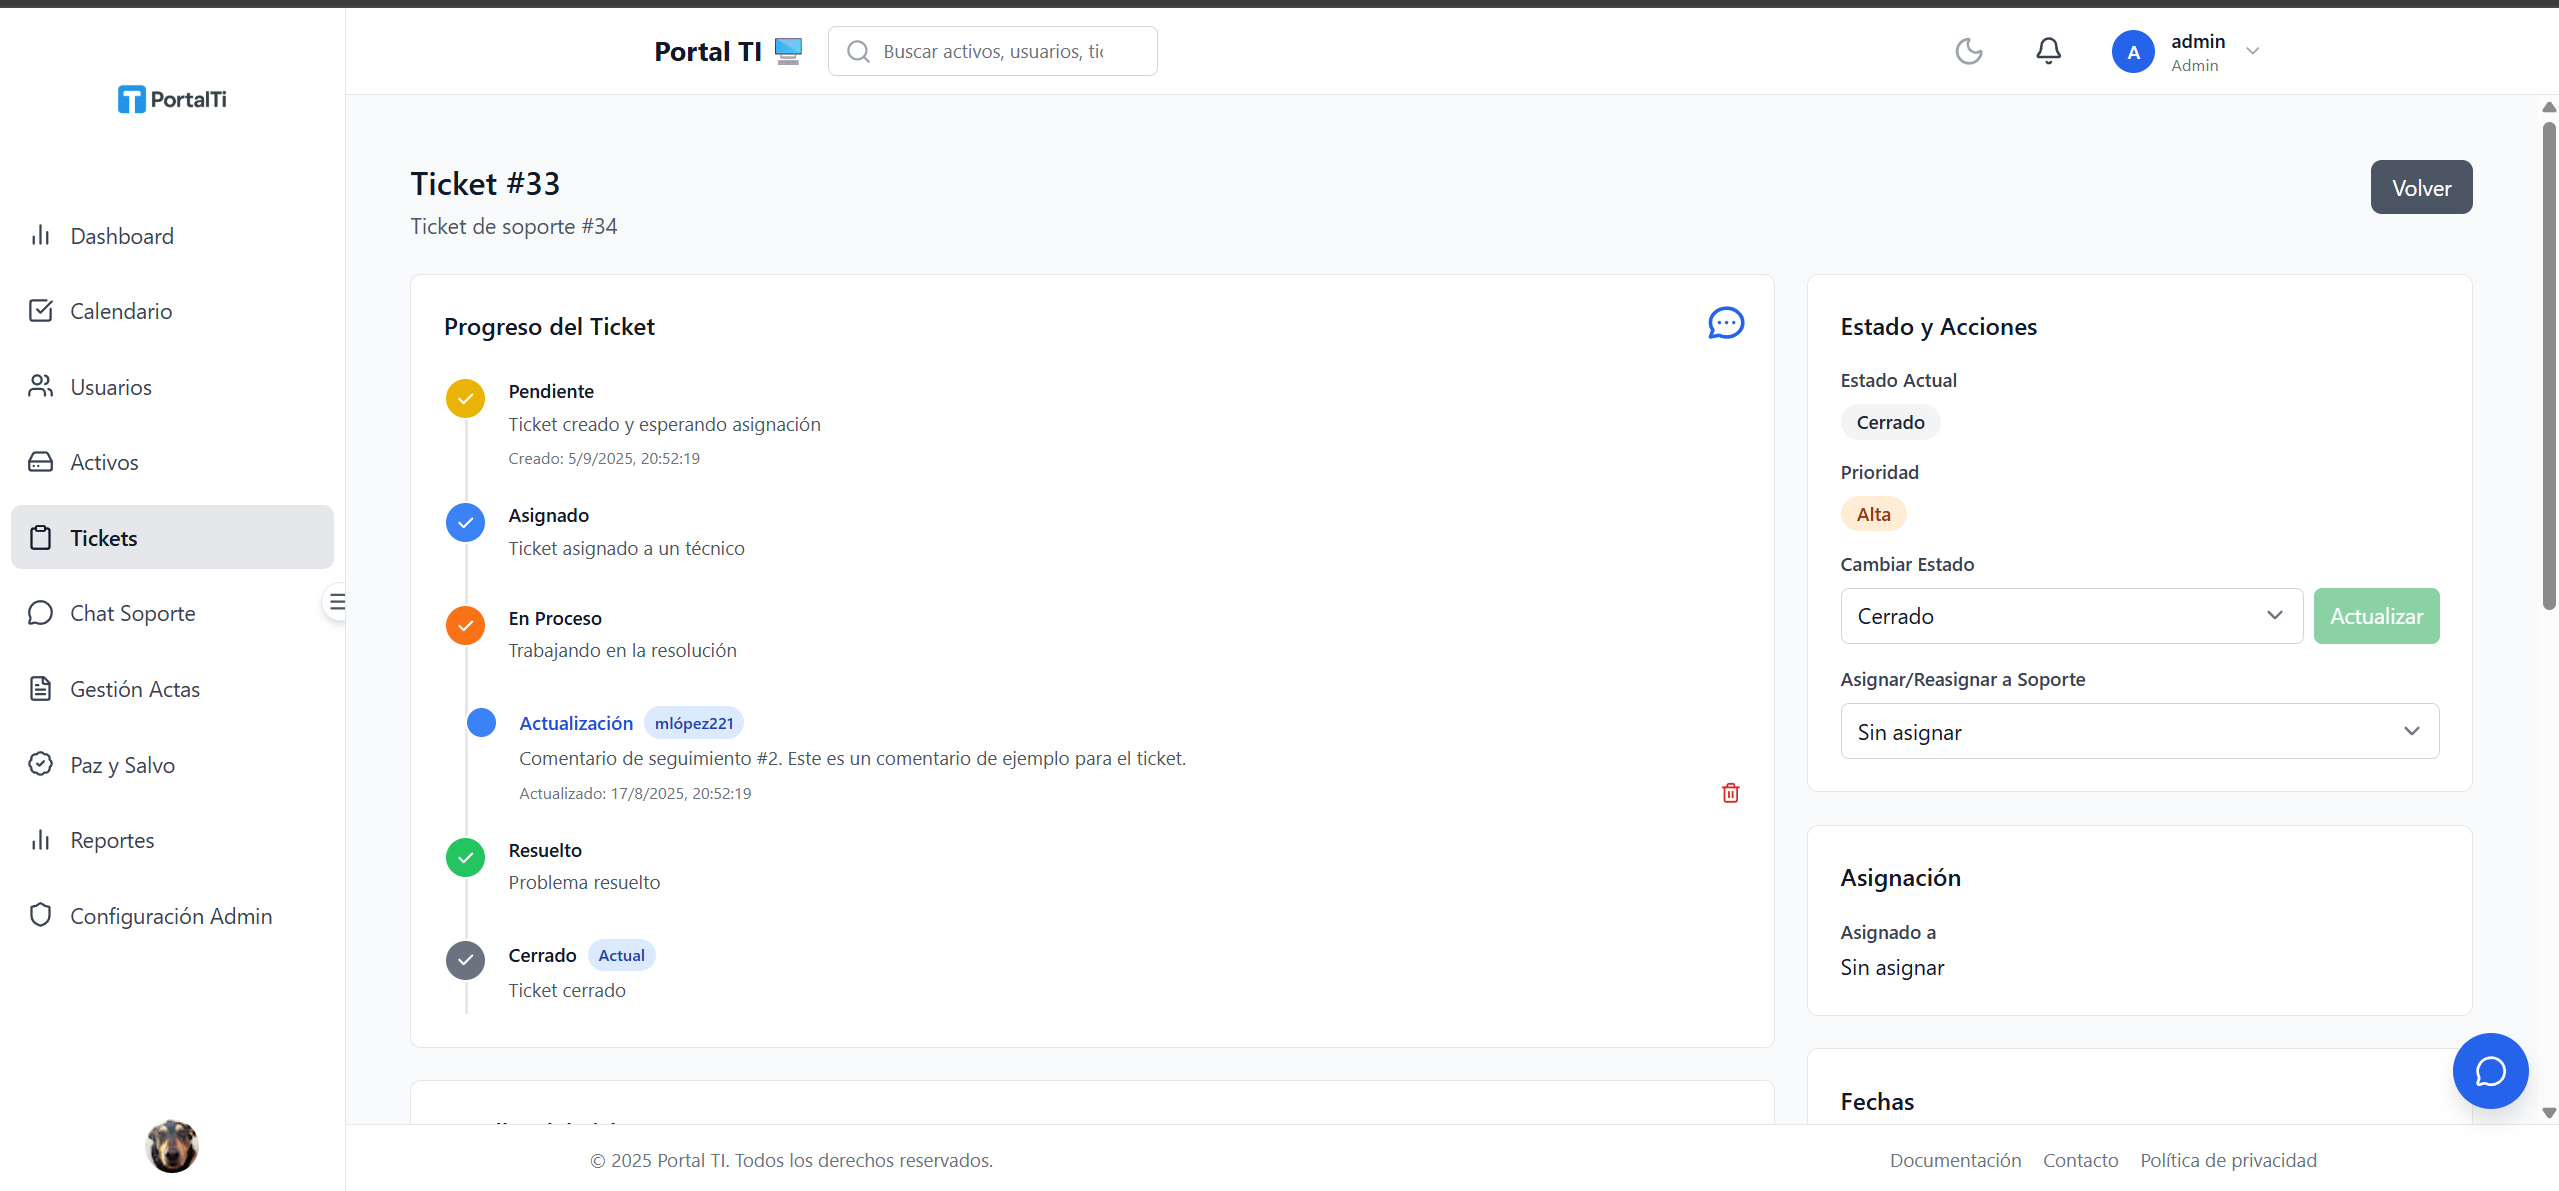 PortalTi
Dashboard
Calendario
Usuarios
Activos
Tickets
Chat Soporte
Gestión Actas
Paz y Salvo
Reportes
Configuración Admin
Portal TI
Buscar activos, usuarios, tic
A
admin
Admin
Ticket #33
Ticket de soporte #34
Volver
Progreso del Ticket
Pendiente
Ticket creado y esperando asignación
Creado: 5/9/2025, 20:52:19
Asignado
Ticket asignado a un técnico
En Proceso
Trabajando en la resolución
Actualización mlópez221
Comentario de seguimiento #2. Este es un comentario de ejemplo para el ticket.
Actualizado: 17/8/2025, 20:52:19
Resuelto
Problema resuelto
Cerrado Actual
Ticket cerrado
Estado y Acciones
Estado Actual
Cerrado
Prioridad
Alta
Cambiar Estado
Cerrado
Actualizar
Asignar/Reasignar a Soporte
Sin asignar
Asignación
Asignado a
Sin asignar
Fechas
© 2025 Portal TI. Todos los derechos reservados.
Documentación Contacto Política de privacidad